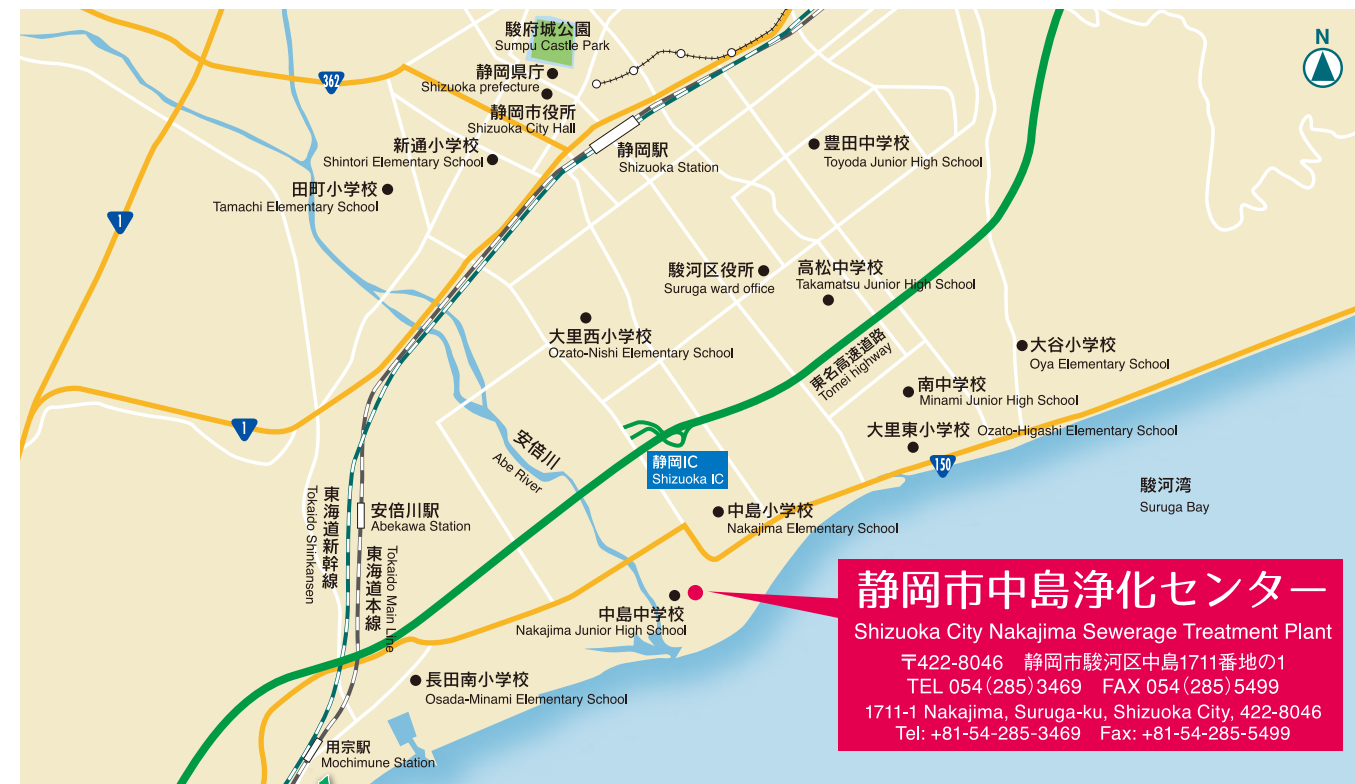 駿府城公園
Sumpu Castle Park
N
362
静岡県庁
Shizuoka prefecture
静岡市役所
Shizuoka City Hall
新通小学校
Shintori Elementary School
静岡駅
Shizuoka Station
豊田中学校
Toyoda Junior High School
田町小学校
Tamachi Elementary School
1
駿河区役所
Suruga ward office
高松中学校
Takamatsu Junior High School
大里西小学校
Ozato-Nishi Elementary School
東名高速道路
Tomei highway
大谷小学校
Oya Elementary School
南中学校
Minami Junior High School
1
大里東小学校 Ozato-Higashi Elementary School
安倍川
Abe River
静岡IC
Shizuoka IC
150
駿河湾
Suruga Bay
東海道新幹線
Tokaido Shinkansen
安倍川駅
Abekawa Station
中島小学校
Nakajima Elementary School
東海道本線
Tokaido Main Line
中島中学校
Nakajima Junior High School
静岡市中島浄化センター
Shizuoka City Nakajima Sewerage Treatment Plant
〒422-8046 静岡市駿河区中島1711番地の1
TEL 054(285)3469 FAX 054(285)5499
1711-1 Nakajima, Suruga-ku, Shizuoka City, 422-8046
Tel: +81-54-285-3469 Fax: +81-54-285-5499
長田南小学校
Osada-Minami Elementary School
用宗駅
Mochimune Station